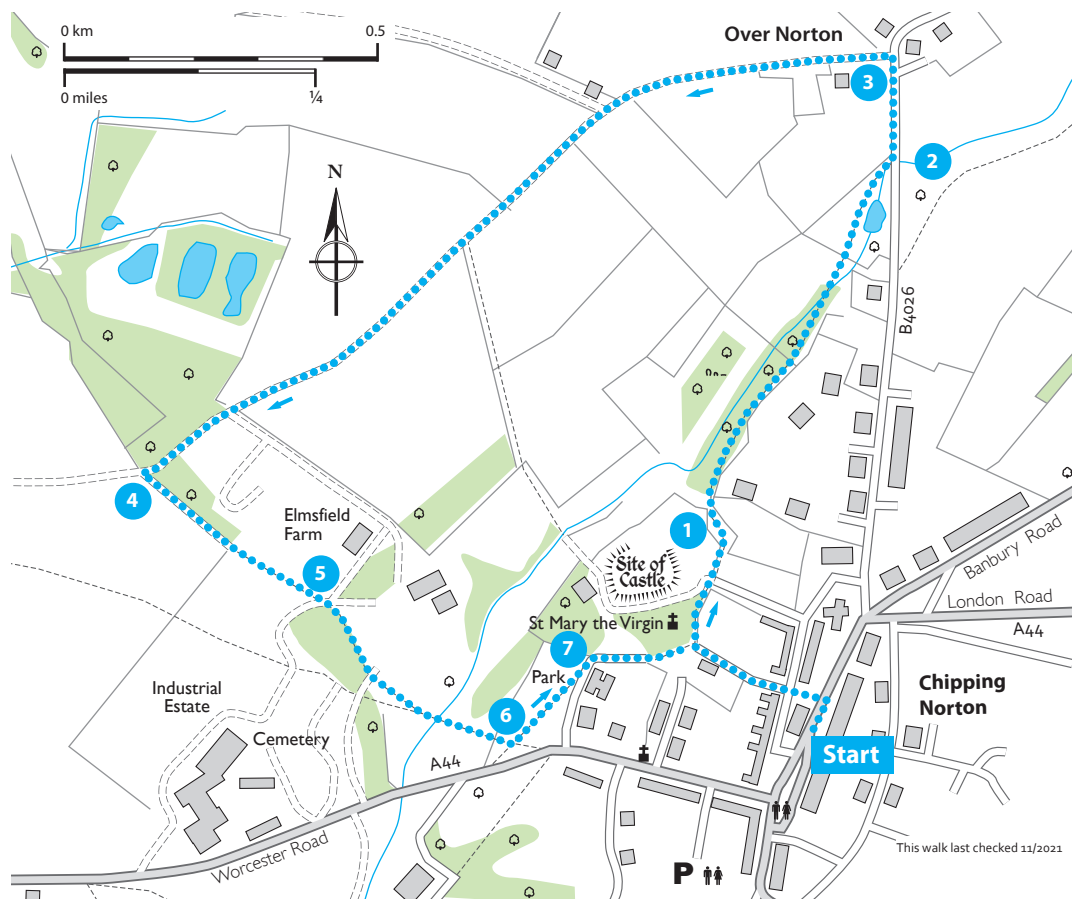 0 km 0.5
0 miles ¼
N
Over Norton
3
2
B4026
4
Elmsfield
Farm
5
1
Site of
Castle
St Mary the Virgin
7
Park
6
Banbury Road
London Road
A44
Chipping
Norton
Industrial
Estate
Cemetery
A44
Worcester Road
Start
P
This walk last checked 11/2021